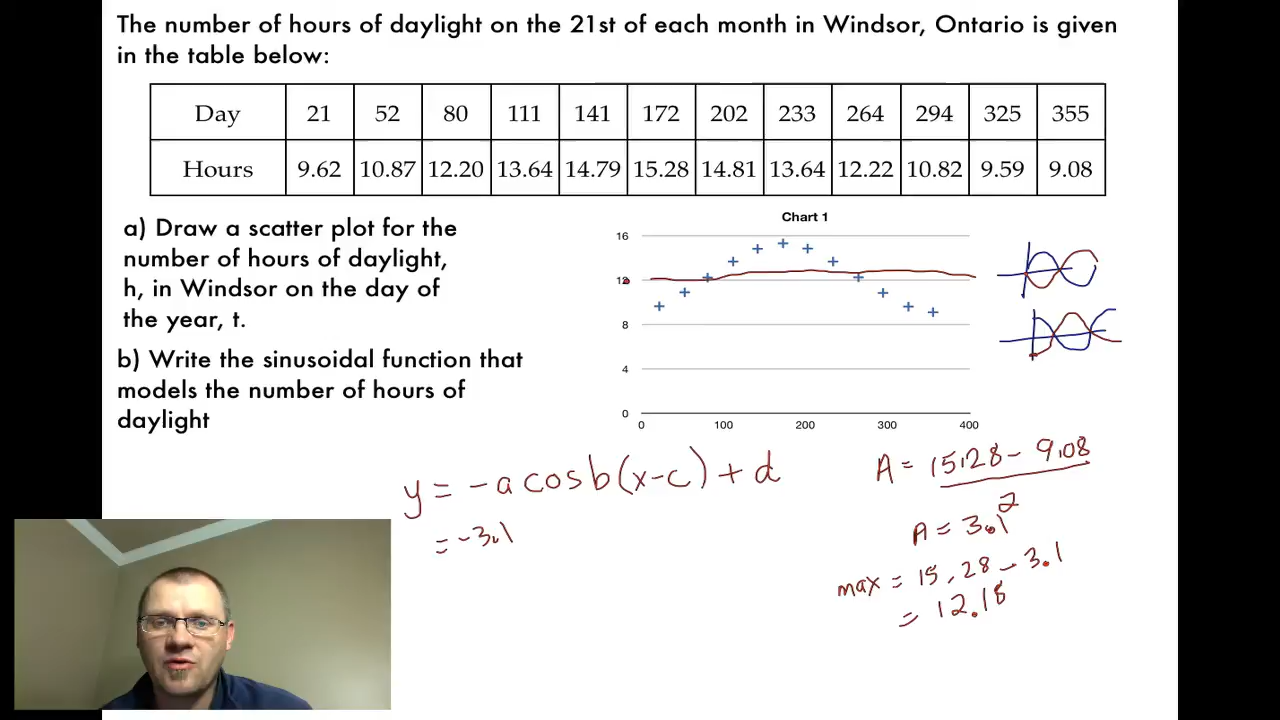 The number of hours of daylight on the 21st of each month in Windsor, Ontario is given
in the table below:
Day 21 52 80 111 141 172 202 233 264 294 325 355
Hours 9.62 10.87 12.20 13.64 14.79 15.28 14.81 13.64 12.22 10.82 9.59 9.08
a) Draw a scatter plot for the
number of hours of daylight,
h, in Windsor on the day of
the year, t.
b) Write the sinusoidal function that
models the number of hours of
daylight
Chart 1
16
12
8
4
0
0 100 200 300 400
y = -a cos b(x-c) + d
= -3.1
A = 15.28 - 9.08
2
A = 3.1
max = 15.28 - 3.1
= 12.18